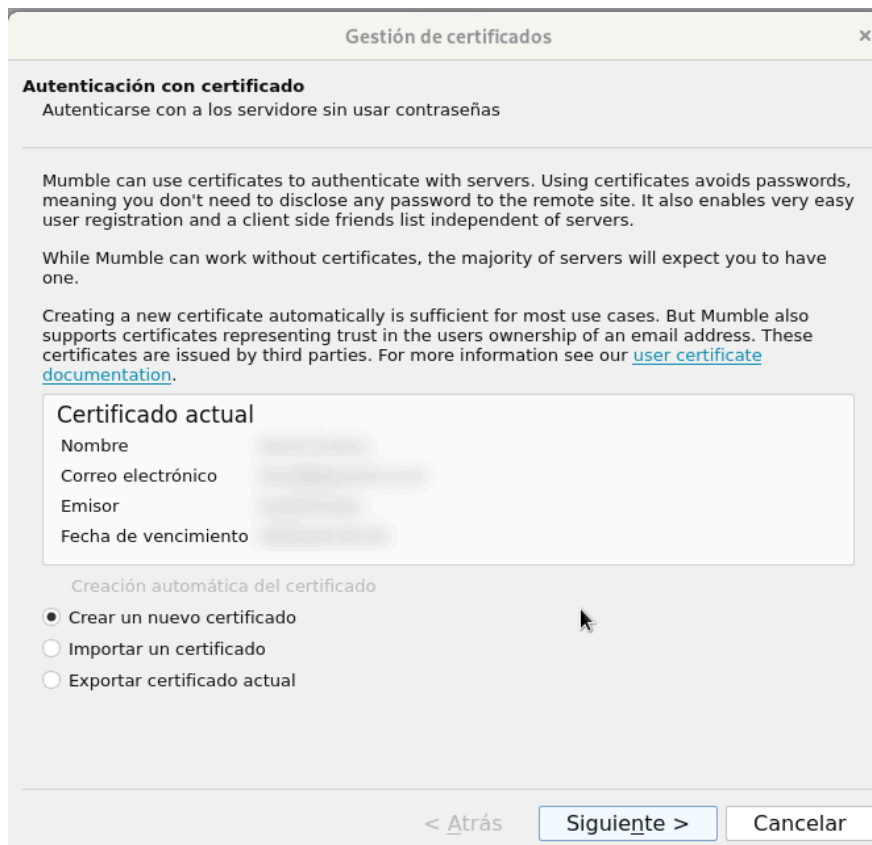 Gestión de certificados
Autenticación con certificado
Autenticarse con a los servidore sin usar contraseñas
Mumble can use certificates to authenticate with servers. Using certificates avoids passwords,
meaning you don't need to disclose any password to the remote site. It also enables very easy
user registration and a client side friends list independent of servers.
While Mumble can work without certificates, the majority of servers will expect you to have
one.
Creating a new certificate automatically is sufficient for most use cases. But Mumble also
supports certificates representing trust in the users ownership of an email address. These
certificates are issued by third parties. For more information see our user certificate
documentation.
Certificado actual
Nombre
Correo electrónico
Emisor
Fecha de vencimiento
Creación automática del certificado
Crear un nuevo certificado
Importar un certificado
Exportar certificado actual
< Atrás Siguiente > Cancelar